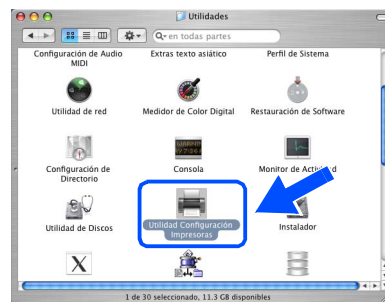 Utilidades
en todas partes
Configuración de Audio
MIDI
Extras texto asiático
Perfil de Sistema
Utilidad de red
Medidor de Color Digital
Restauración de Software
Configuración de
Directorio
Consola
Monitor de Activi d
Utilidad de Discos
Utilidad Configuración
Impresoras
Instalador
X
1 de 30 seleccionado, 11.3 GB disponibles